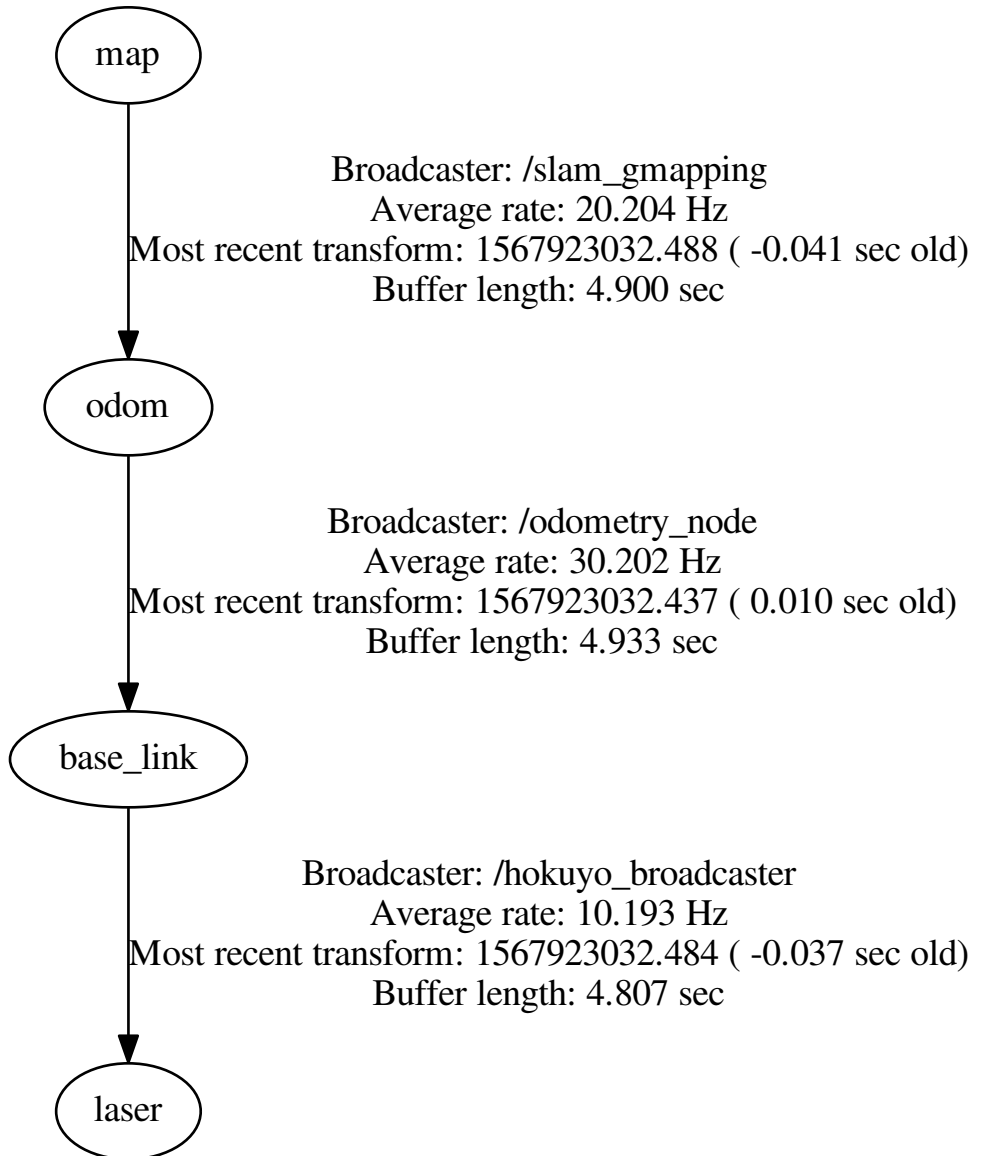 map
Broadcaster: /slam_gmapping
Average rate: 20.204 Hz
Most recent transform: 1567923032.488 ( -0.041 sec old)
Buffer length: 4.900 sec
odom
Broadcaster: /odometry_node
Average rate: 30.202 Hz
Most recent transform: 1567923032.437 ( 0.010 sec old)
Buffer length: 4.933 sec
base_link
Broadcaster: /hokuyo_broadcaster
Average rate: 10.193 Hz
Most recent transform: 1567923032.484 ( -0.037 sec old)
Buffer length: 4.807 sec
laser